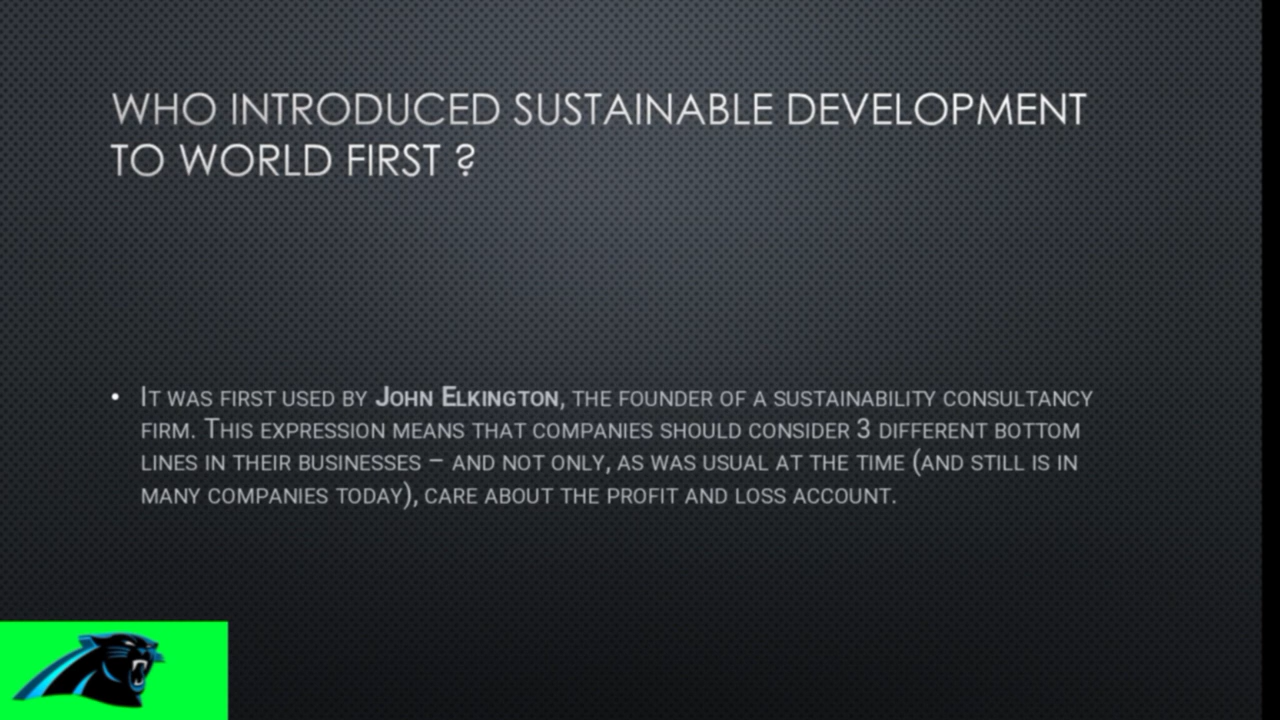 WHO INTRODUCED SUSTAINABLE DEVELOPMENT
TO WORLD FIRST ?
• IT WAS FIRST USED BY JOHN ELKINGTON, THE FOUNDER OF A SUSTAINABILITY CONSULTANCY
FIRM. THIS EXPRESSION MEANS THAT COMPANIES SHOULD CONSIDER 3 DIFFERENT BOTTOM
LINES IN THEIR BUSINESSES – AND NOT ONLY, AS WAS USUAL AT THE TIME (AND STILL IS IN
MANY COMPANIES TODAY), CARE ABOUT THE PROFIT AND LOSS ACCOUNT.